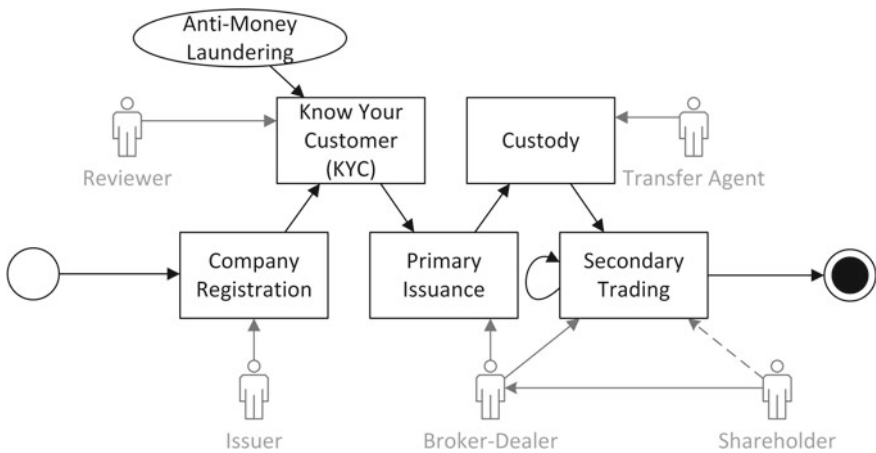 Anti-Money
Laundering
Know Your
Customer
(KYC)
Custody
Reviewer
Transfer Agent
Company
Registration
Primary
Issuance
Secondary
Trading
Issuer
Broker-Dealer
Shareholder